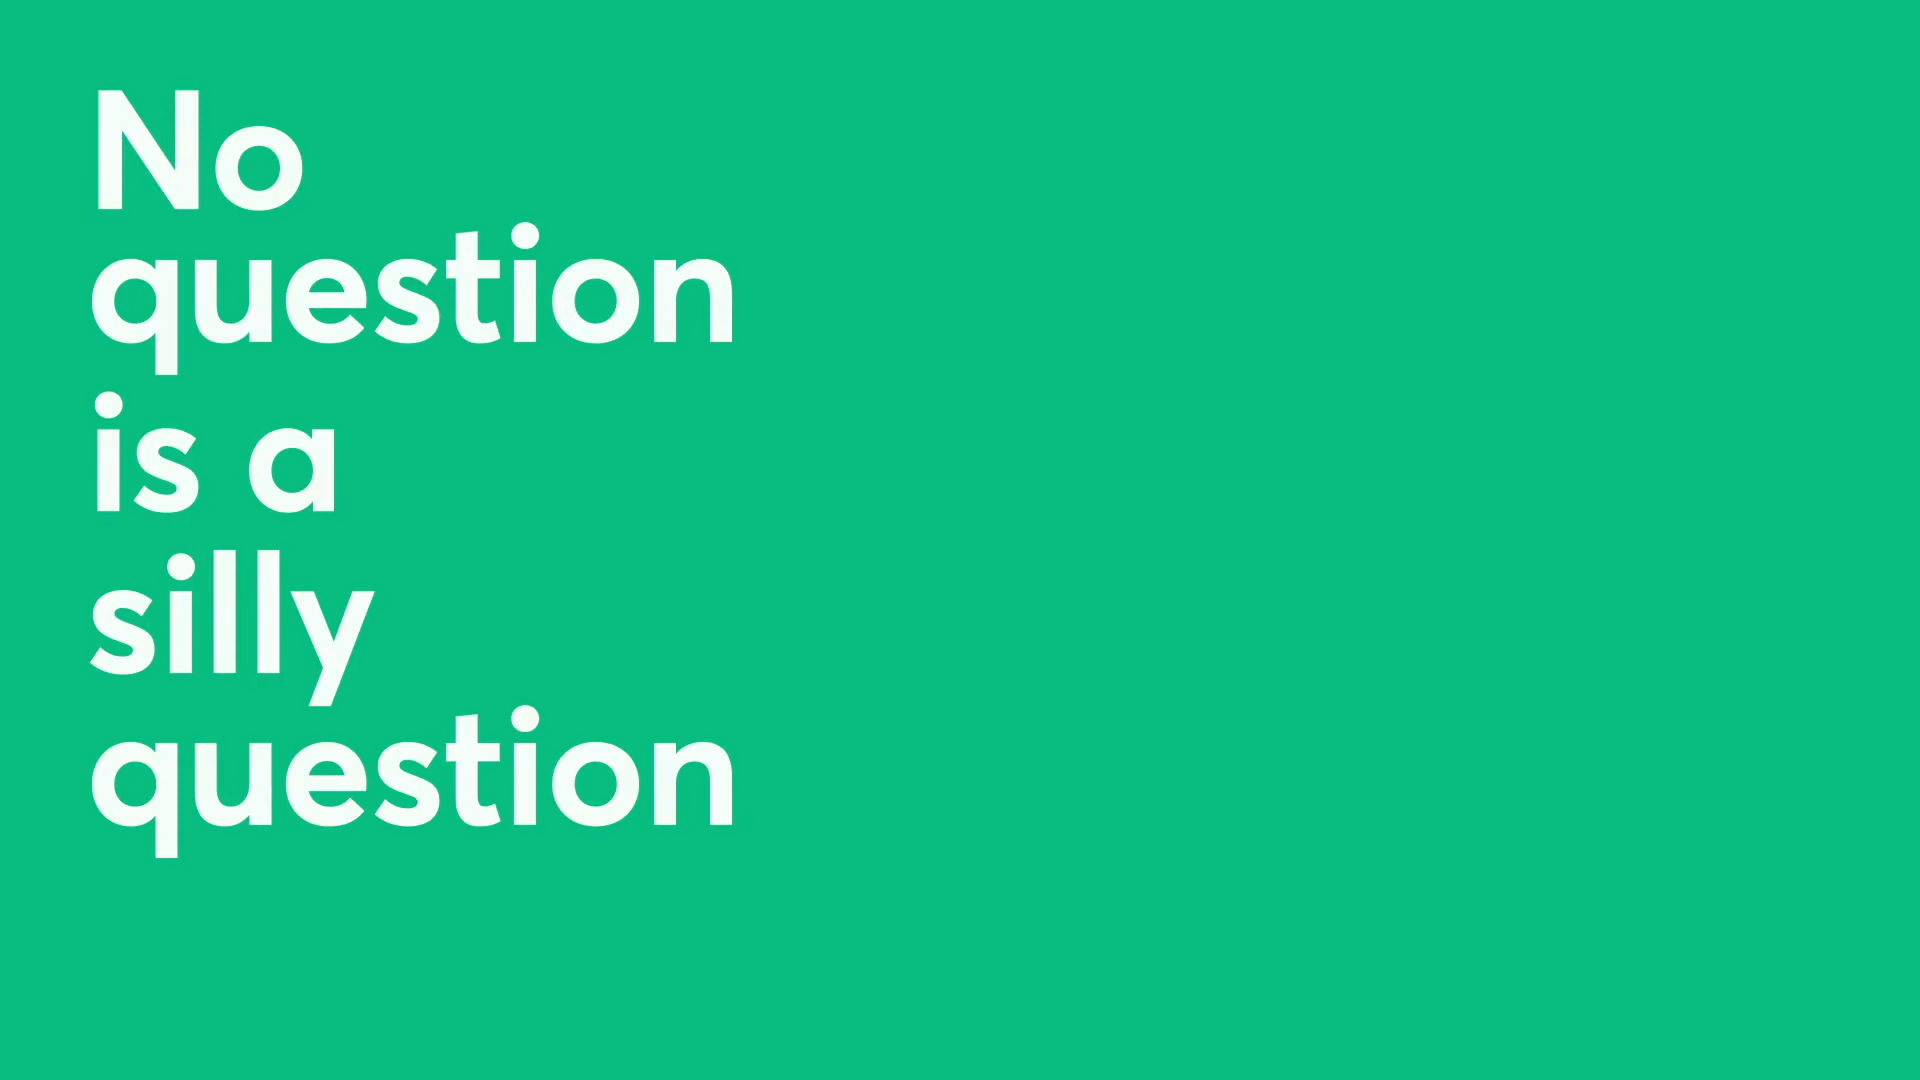 No
question
is a
silly
question